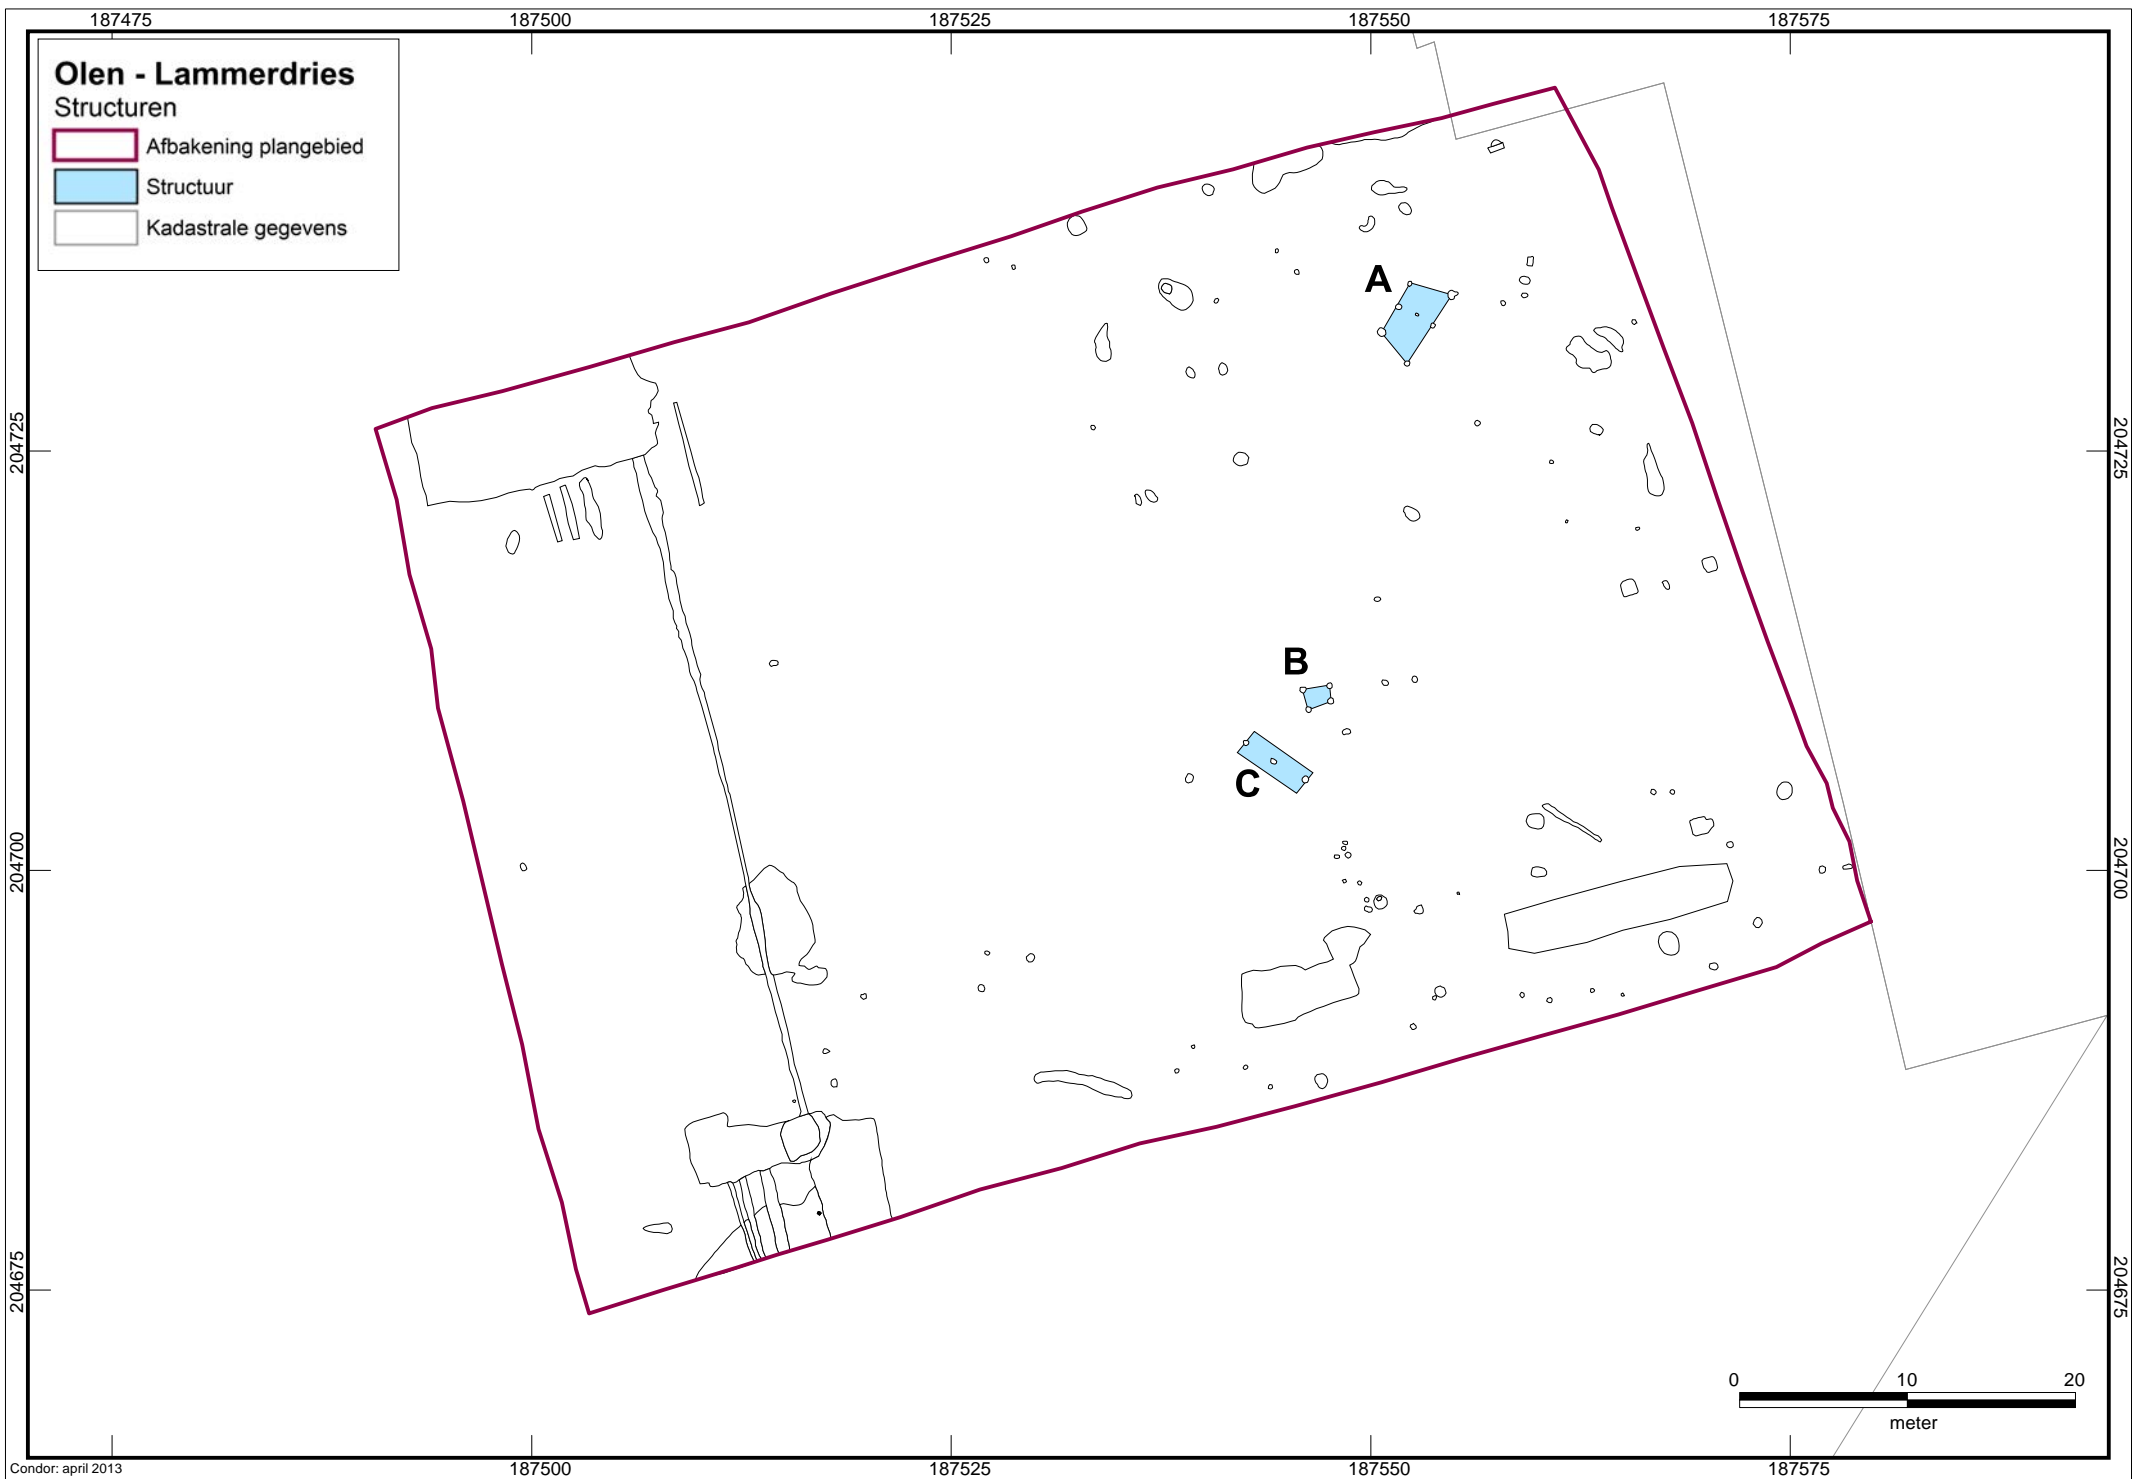 187475 187500 187525 187550 187575
Olen - Lammerdries
Structuren
Afbakening plangebied
Structuur
Kadastrale gegevens
A
204725 204725
B
C
204700 204700
204675 204675
0 10 20
meter
187500 187525 187550 187575
Condor: april 2013